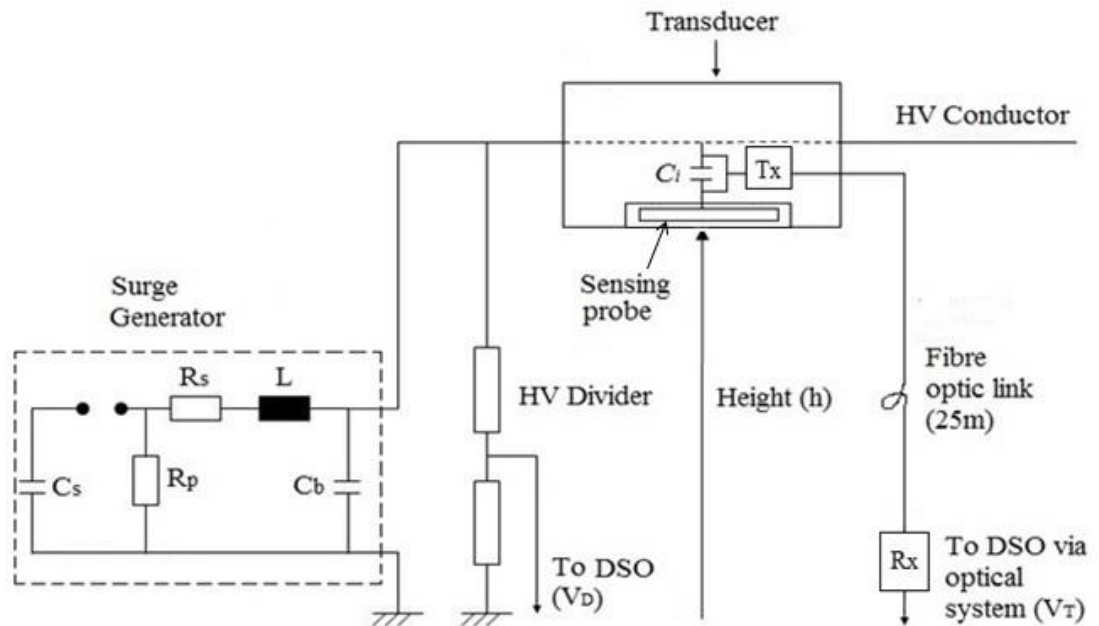 Transducer
HV Conductor
Ci
Tx
Sensing
probe
Surge
Generator
Rs
L
HV Divider
Height (h)
Fibre
optic link
(25m)
Cs
Rp
Cb
To DSO
(VD)
Rx
To DSO via
optical
system (VT)